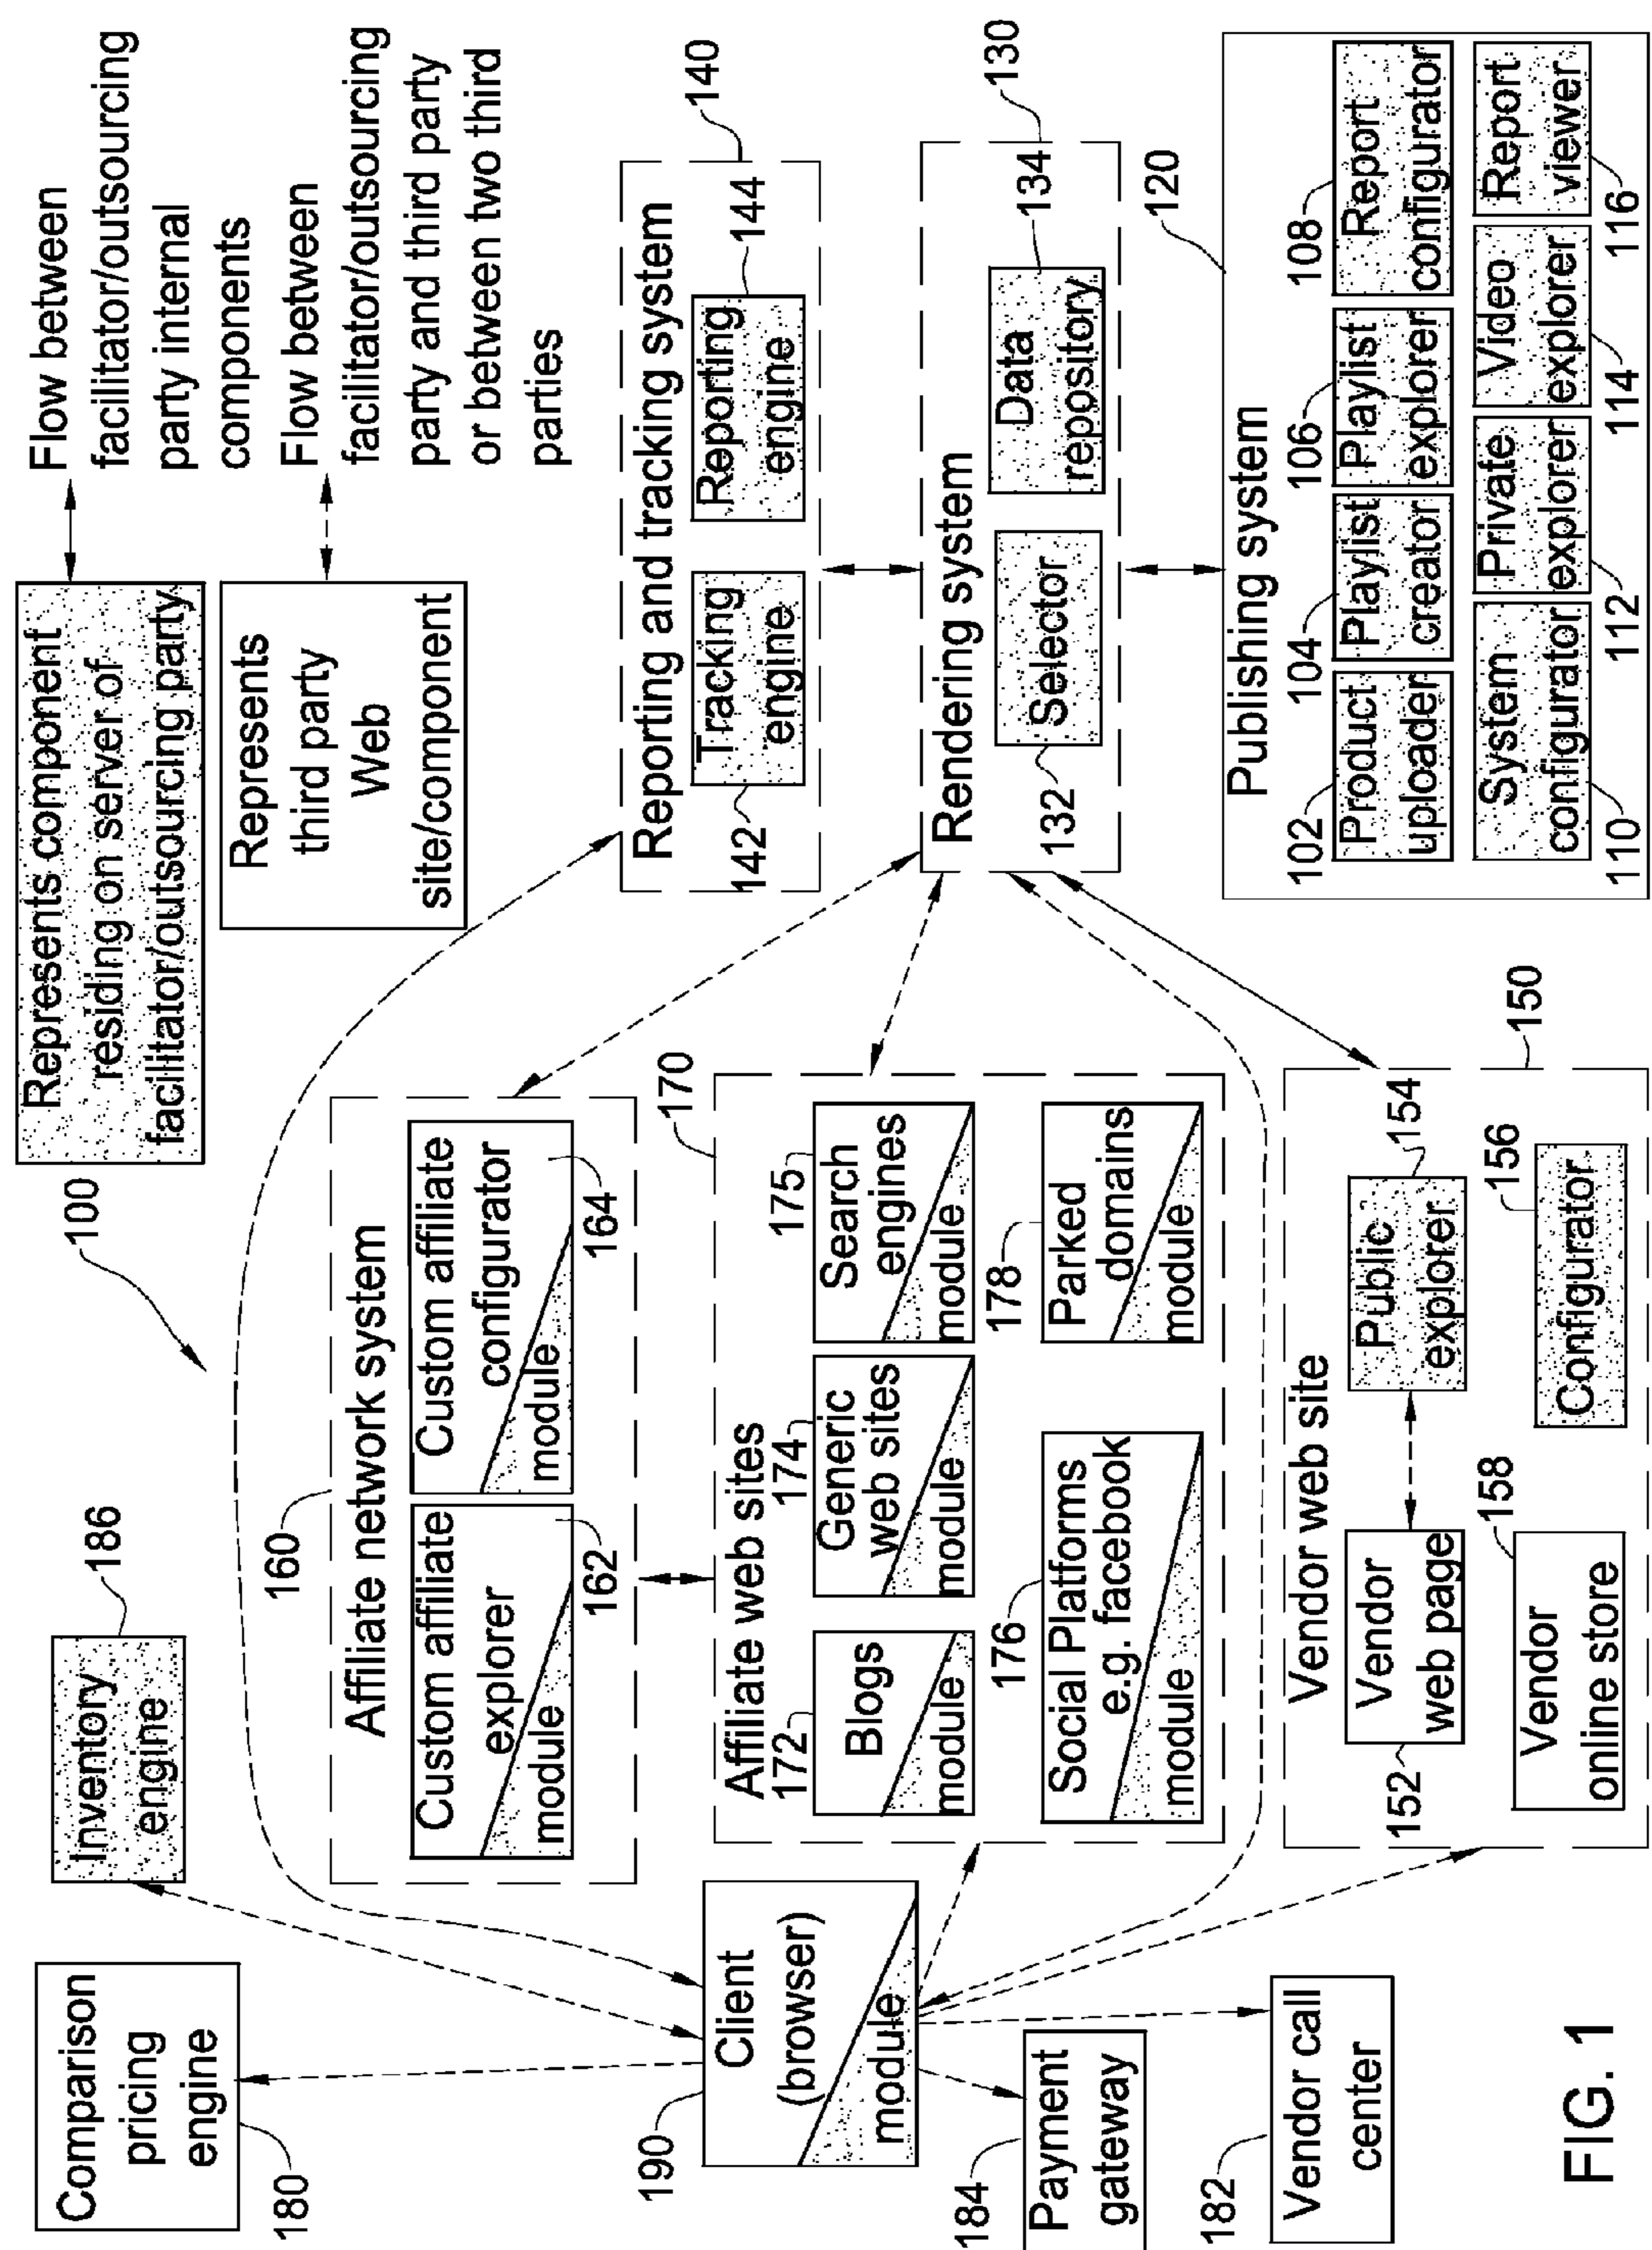 100
Represents component
residing on server of
facilitator/outsourcing party
Flow between
facilitator/outsourcing
party internal
components
Represents
third party
Web
site/component
Flow between
facilitator/outsourcing
party and third party
or between two third
parties
Comparison
pricing
engine
180
Inventory
engine
186
160
Affiliate network system
Custom affiliate
explorer
module
162
Custom affiliate
configurator
module
164
Reporting and tracking system
140
Tracking
engine
142
Reporting
engine
144
190
Client
(browser)
module
Affiliate web sites
170
172
Blogs
module
174
Generic
web sites
module
175
Search
engines
module
176
Social Platforms
e.g. facebook
module
178
Parked
domains
module
Rendering system
130
132
Selector
Data
repository
134
184
Payment
gateway
182
Vendor call
center
Vendor web site
150
152
Vendor
web page
Public
explorer
154
158
Vendor
online store
156
Configurator
Publishing system
120
102
Product
uploader
104
Playlist
creator
106
Playlist
explorer
108
Report
configurator
System
configurator
110
Private
explorer
112
Video
explorer
114
Report
viewer
116
FIG. 1